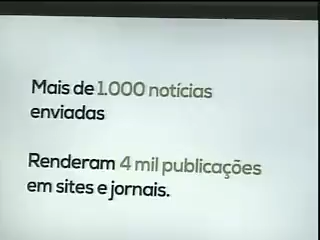 Mais de 1.000 notícias
enviadas
Renderam 4 mil publicações
em sites e jornais.